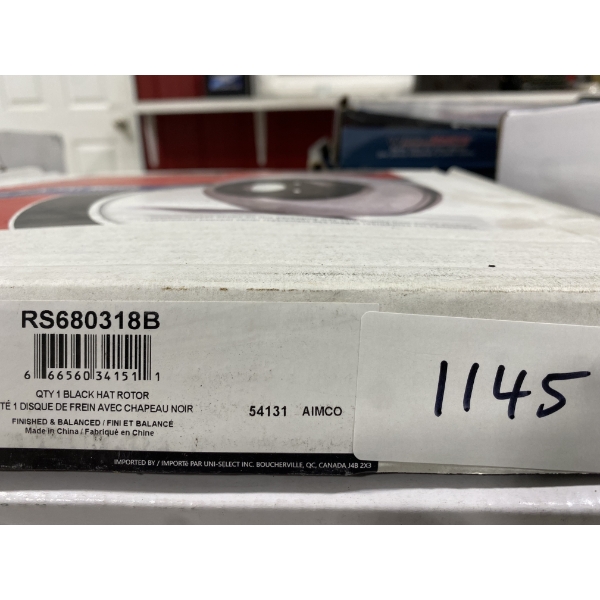 RS680318B
6 66560 34151 1
QTY 1 BLACK HAT ROTOR
TÉ 1 DISQUE DE FREIN AVEC CHAPEAU NOIR
54131 AIMCO
FINISHED & BALANCED / FINI ET BALANCÉ
Made in China / Fabriqué en Chine
IMPORTED BY / IMPORTé PAR UNI-SELECT INC. BOUCHERVILLE, QC, CANADA J4B 2X3
1145